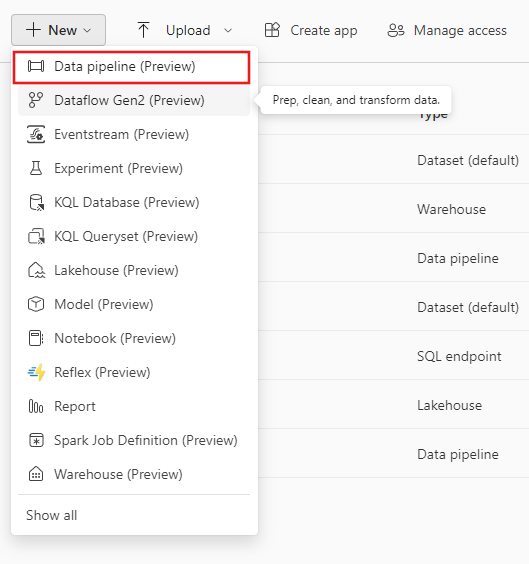 New Upload Create app Manage access
Data pipeline (Preview)
Dataflow Gen2 (Preview)
Prep, clean, and transform data.
Type
Eventstream (Preview)
Dataset (default)
Experiment (Preview)
KQL Database (Preview)
Warehouse
KQL Queryset (Preview)
Data pipeline
Lakehouse (Preview)
Model (Preview)
Dataset (default)
Notebook (Preview)
SQL endpoint
Reflex (Preview)
Report
Lakehouse
Spark Job Definition (Preview)
Data pipeline
Warehouse (Preview)
Show all